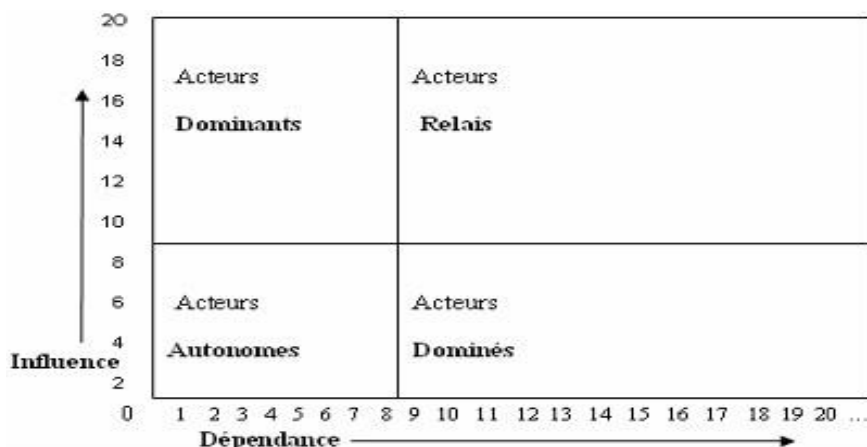 20
18
Acteurs Acteurs
16
Dominants Relais
14
12
10
8
6
Acteurs Acteurs
4
Autonomes Dominés
Influence
2
0 1 2 3 4 5 6 7 8 9 10 11 12 13 14 15 16 17 18 19 20 ...
Dépendance